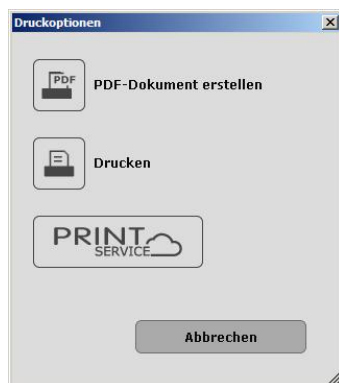 Druckoptionen
PDF
PDF-Dokument erstellen
Drucken
PRINT
SERVICE
Abbrechen